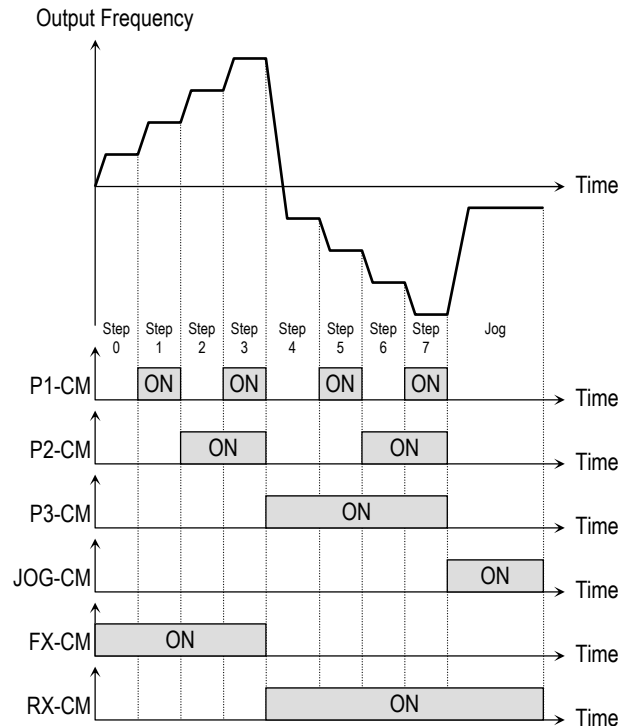 Output Frequency
Time
Step 0
Step 1
Step 2
Step 3
Step 4
Step 5
Step 6
Step 7
Jog
P1-CM
ON
ON
ON
ON
Time
P2-CM
ON
ON
Time
P3-CM
ON
Time
JOG-CM
ON
Time
FX-CM
ON
Time
RX-CM
ON
Time